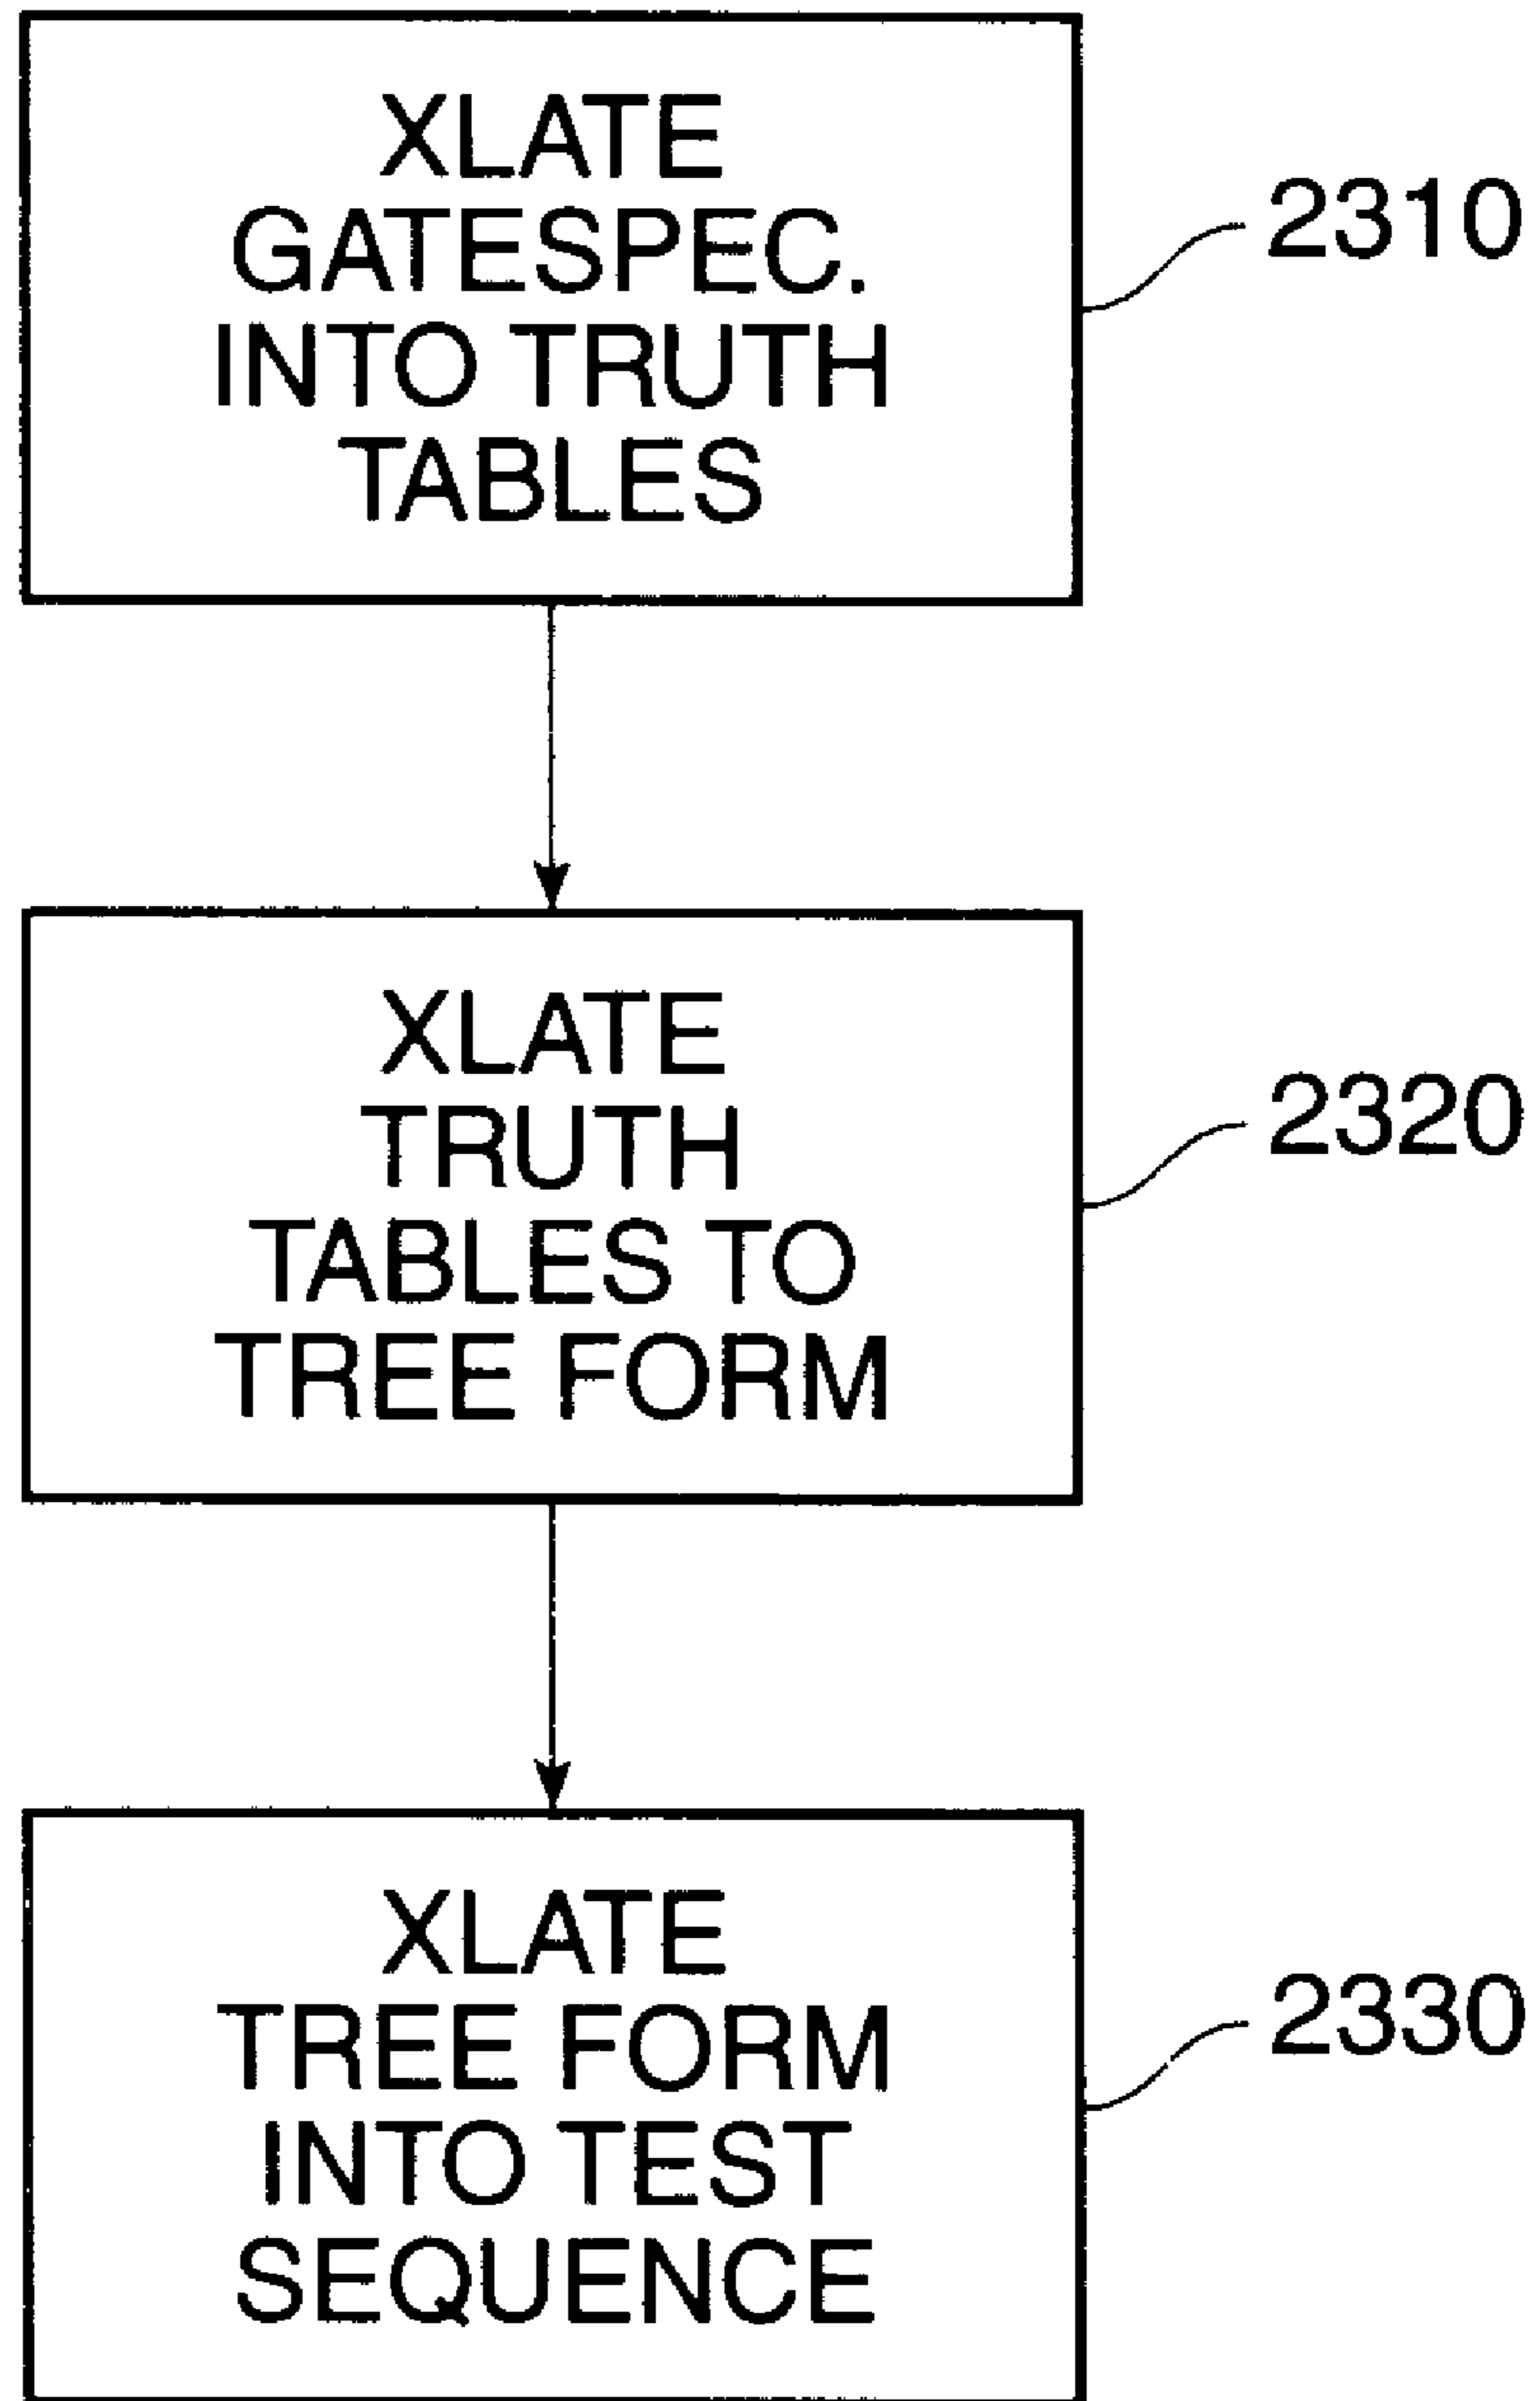 XLATE
GATESPEC.
INTO TRUTH
TABLES
2310
XLATE
TRUTH
TABLES TO
TREE FORM
2320
XLATE
TREE FORM
INTO TEST
SEQUENCE
2330